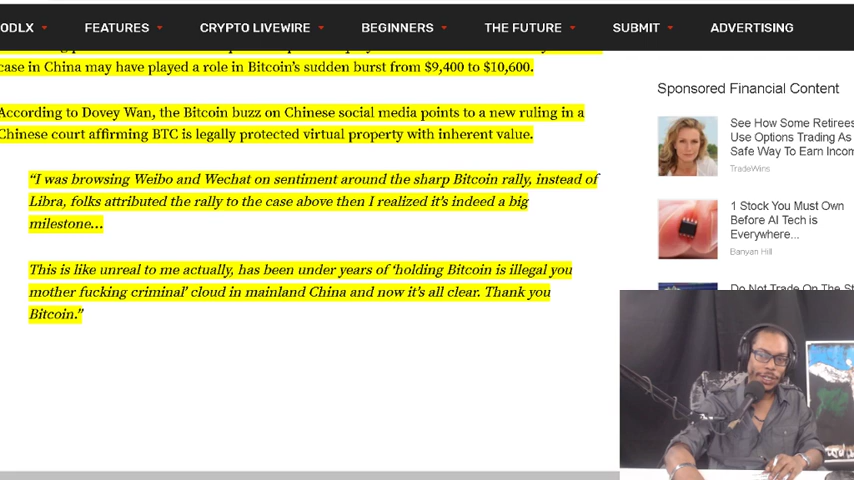 ODLX FEATURES CRYPTO LIVEWIRE BEGINNERS THE FUTURE SUBMIT ADVERTISING
case in China may have played a role in Bitcoin's sudden burst from $9,400 to $10,600.
According to Dovey Wan, the Bitcoin buzz on Chinese social media points to a new ruling in a
Chinese court affirming BTC is legally protected virtual property with inherent value.
“I was browsing Weibo and Wechat on sentiment around the sharp Bitcoin rally, instead of
Libra, folks attributed the rally to the case above then I realized it’s indeed a big
milestone…
This is like unreal to me actually, has been under years of ‘holding Bitcoin is illegal you
mother fucking criminal’ cloud in mainland China and now it’s all clear. Thank you
Bitcoin.”
Sponsored Financial Content
See How Some Retirees
Use Options Trading As
Safe Way To Earn Incom
TradeWins
1 Stock You Must Own
Before AI Tech is
Everywhere...
Banyan Hill
Do Not Trade On The St